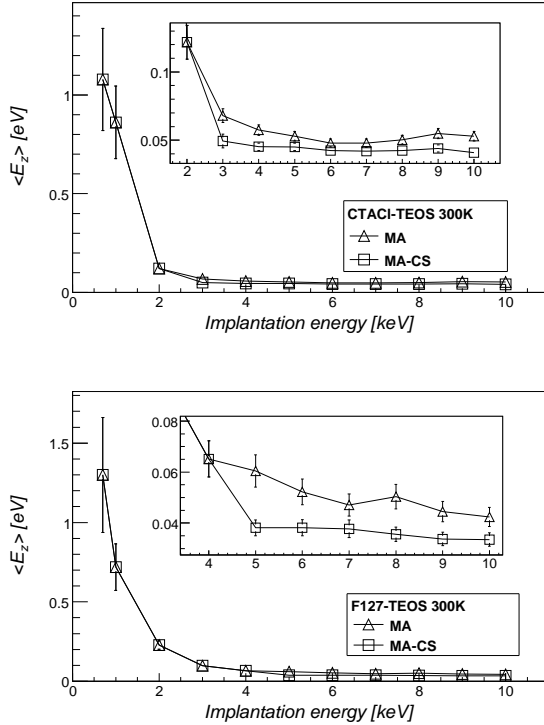 <E_z> [eV]
1
0.5
0
0.1
0.05
2 3 4 5 6 7 8 9 10
CTACl-TEOS 300K
MA
MA-CS
0 2 4 6 8 10
Implantation energy [keV]
<E_z> [eV]
1.5
1
0.5
0
0.08
0.06
0.04
4 5 6 7 8 9 10
F127-TEOS 300K
MA
MA-CS
0 2 4 6 8 10
Implantation energy [keV]